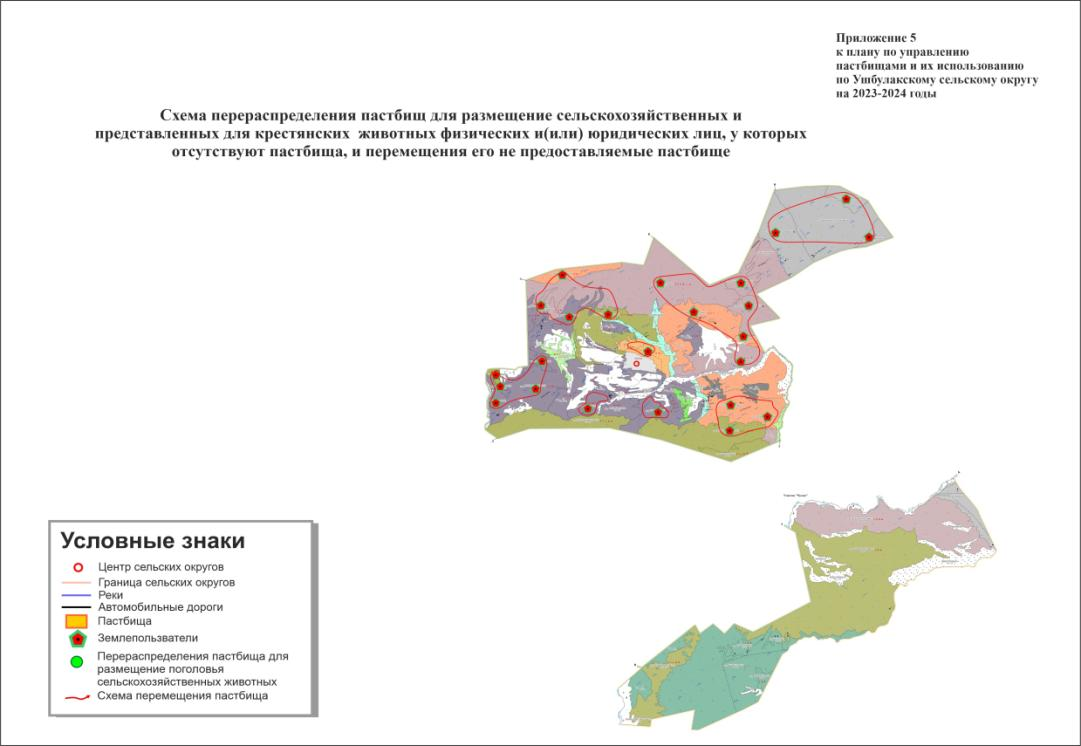 Приложение 5
к плану по управлению
пастбищами и их использованию
по Ушбулакскому сельскому округу
на 2023-2024 годы
Схема перераспределения пастбищ для размещение сельскохозяйственных и
представленных для крестянских животных физических и(или) юридических лиц, у которых
отсутствуют пастбища, и перемещения его не предоставляемые пастбище
Условные знаки
Центр сельских округов
Граница сельских округов
Реки
Автомобильные дороги
Пастбища
Землепользватели
Перераспределения пастбища для
размещение поголовья
сельскохозяйственных животных
Схема перемещения пастбища